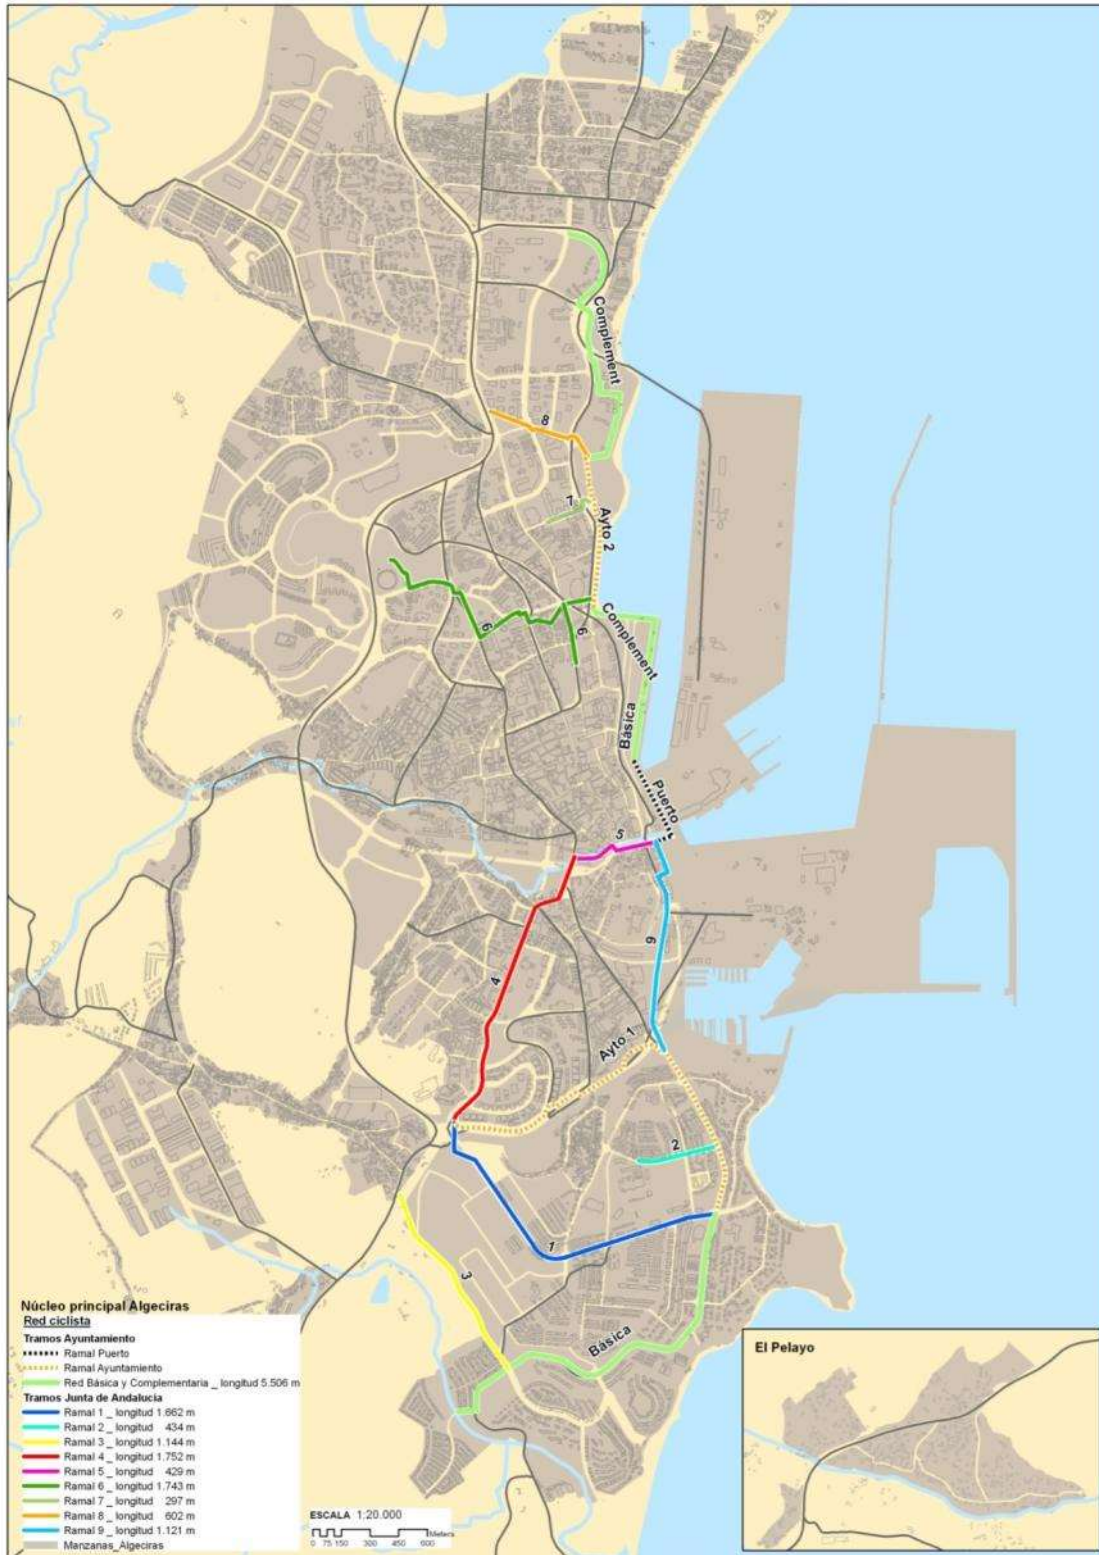 Complement
8
7
Ayto 2
6
6
Complement
Básica
Puerto
5
9
4
Ayto 1
2
1
3
Básica
Núcleo principal Algeciras
Red ciclista
Tramos Ayuntamiento
Ramal Puerto
Ramal Ayuntamiento
Red Básica y Complementaria _ longitud 5.506 m
Tramos Junta de Andalucía
Ramal 1 _ longitud 1.662 m
Ramal 2 _ longitud 434 m
Ramal 3 _ longitud 1.144 m
Ramal 4 _ longitud 1.752 m
Ramal 5 _ longitud 429 m
Ramal 6 _ longitud 1.743 m
Ramal 7 _ longitud 297 m
Ramal 8 _ longitud 602 m
Ramal 9 _ longitud 1.121 m
Manzanas_Algeciras
ESCALA 1:20.000
Meters
0 75 150 300 450 600
El Pelayo